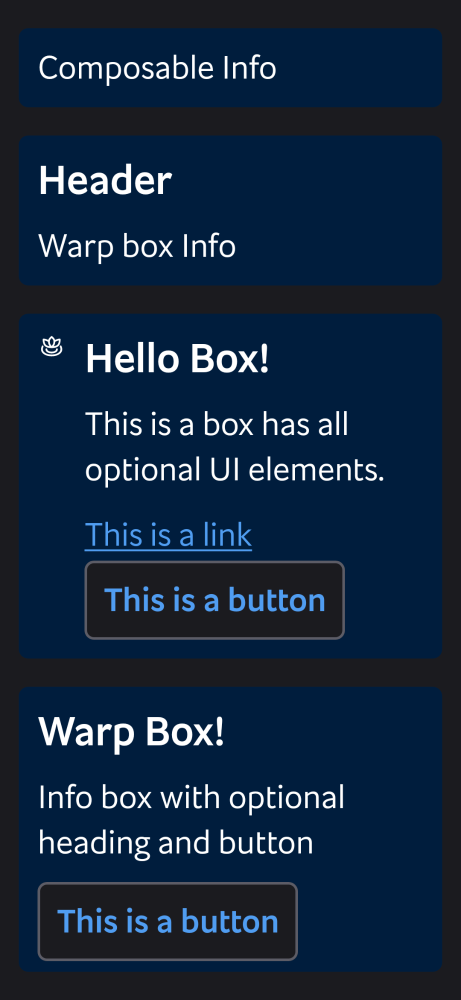 Composable Info
Header
Warp box Info
Hello Box!
This is a box has all
optional UI elements.
This is a link
This is a button
Warp Box!
Info box with optional
heading and button
This is a button